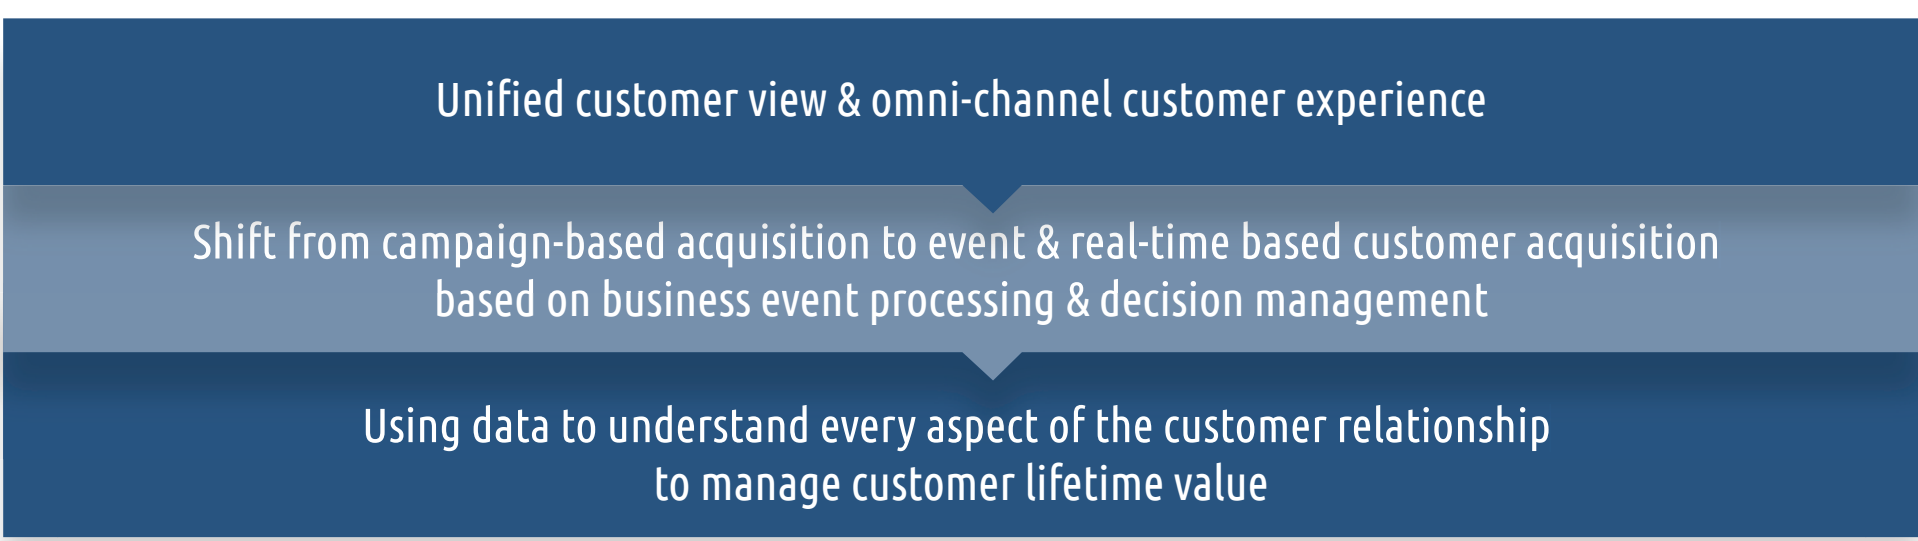 Unified customer view & omni-channel customer experience
Shift from campaign-based acquisition to event & real-time based customer acquisition
based on business event processing & decision management
Using data to understand every aspect of the customer relationship
to manage customer lifetime value